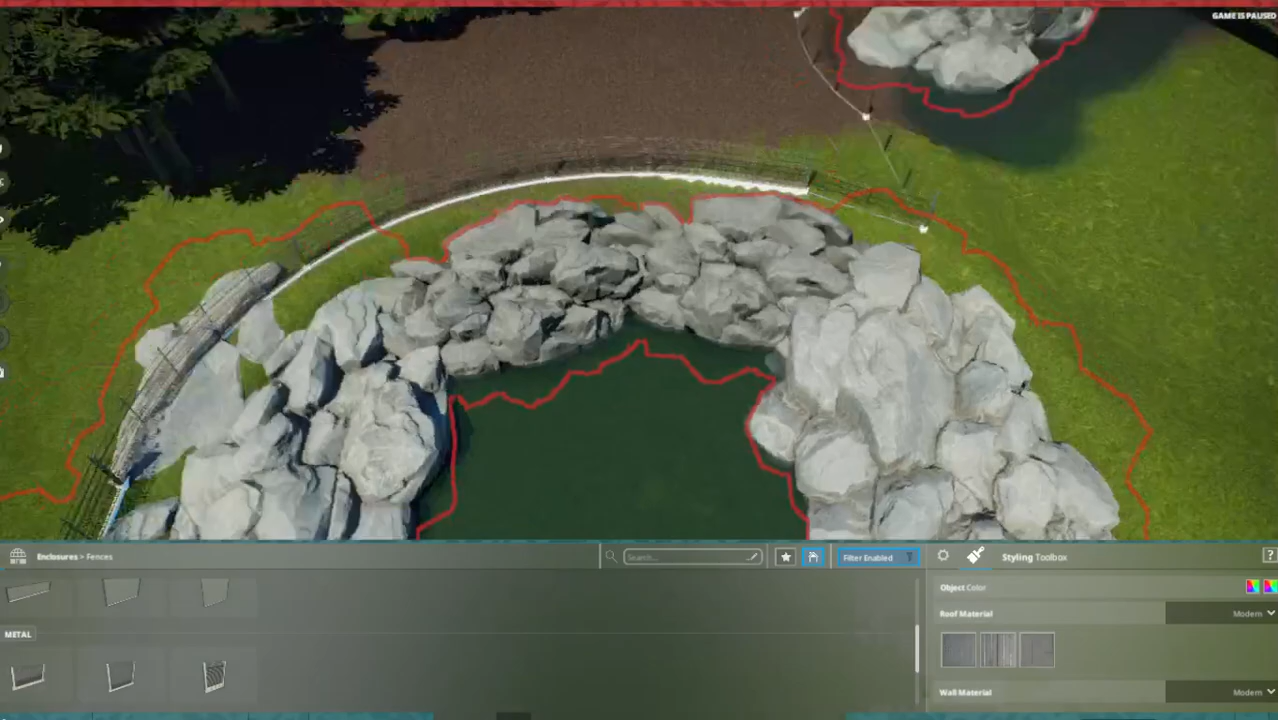 GAME IS PAUSED
Enclosures > Fences
Search...
Filter Enabled
Styling Toolbox
?
Object Color
Roof Material
Modern
METAL
Wall Material
Modern